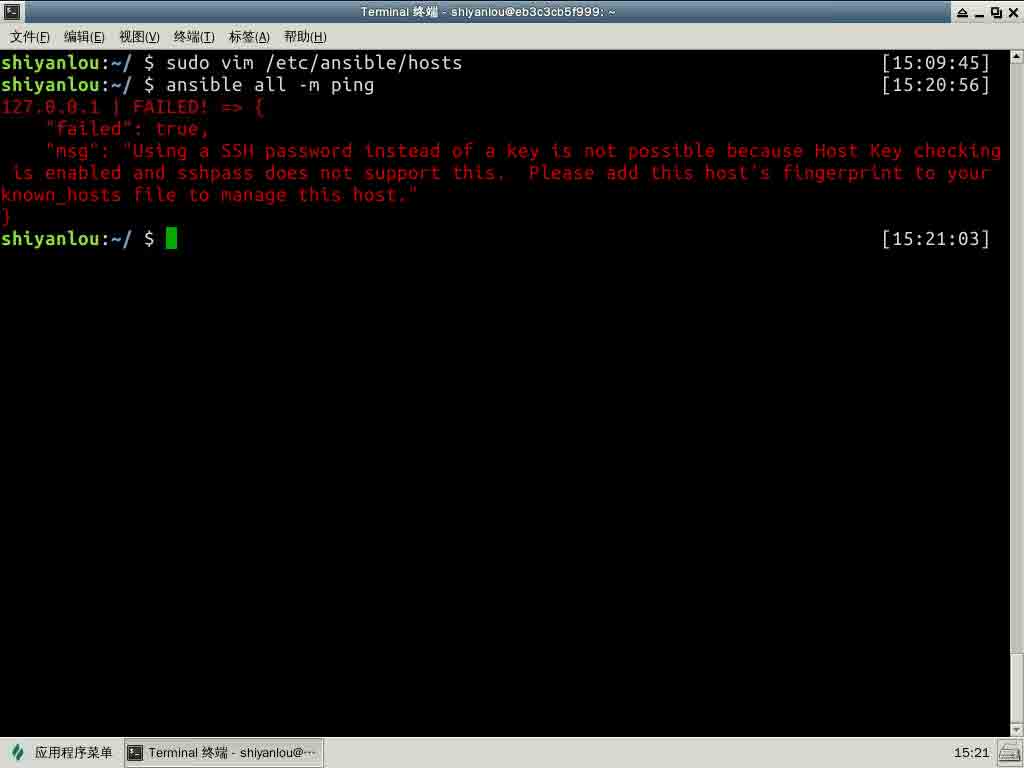 Terminal 终端 - shiyanlou@eb3c3cb5f999: ~
文件(F) 编辑(E) 视图(V) 终端(T) 标签(A) 帮助(H)
shiyanlou:~/ $ sudo vim /etc/ansible/hosts [15:09:45]
shiyanlou:~/ $ ansible all -m ping [15:20:56]
127.0.0.1 | FAILED! => {
    "failed": true,
    "msg": "Using a SSH password instead of a key is not possible because Host Key checking
 is enabled and sshpass does not support this.  Please add this host's fingerprint to your
known_hosts file to manage this host."
}
shiyanlou:~/ $ [15:21:03]
应用程序菜单 Terminal 终端 - shiyanlou@··· 15:21